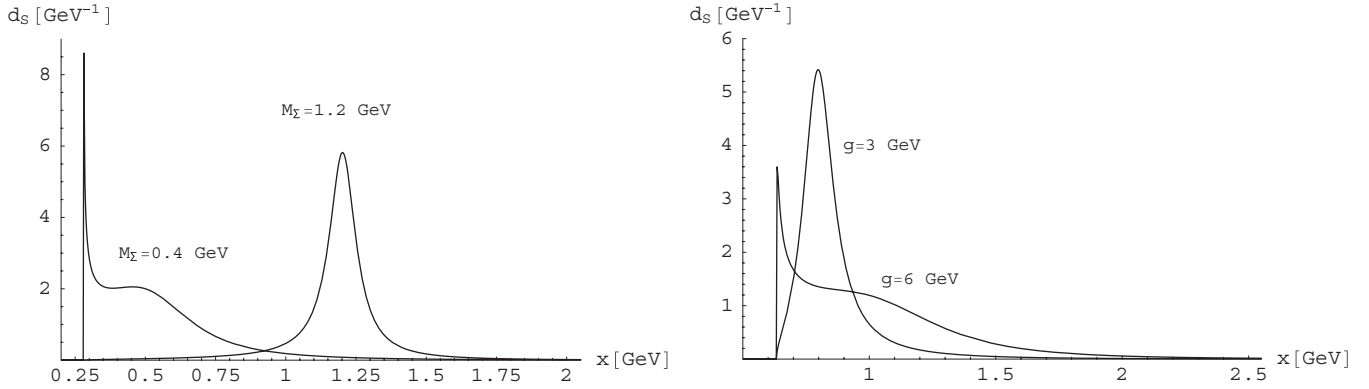 d_S [GeV⁻¹]
8
6
4
2
M_Σ=1.2 GeV
M_Σ=0.4 GeV
0.25 0.5 0.75 1 1.25 1.5 1.75 2
x[GeV]
d_S [GeV⁻¹]
6
5
4
3
2
1
g=3 GeV
g=6 GeV
1 1.5 2 2.5
x[GeV]